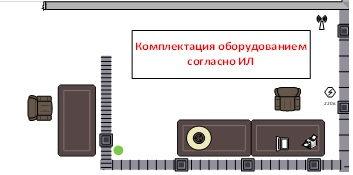 Комплектация оборудованием
согласно ИЛ